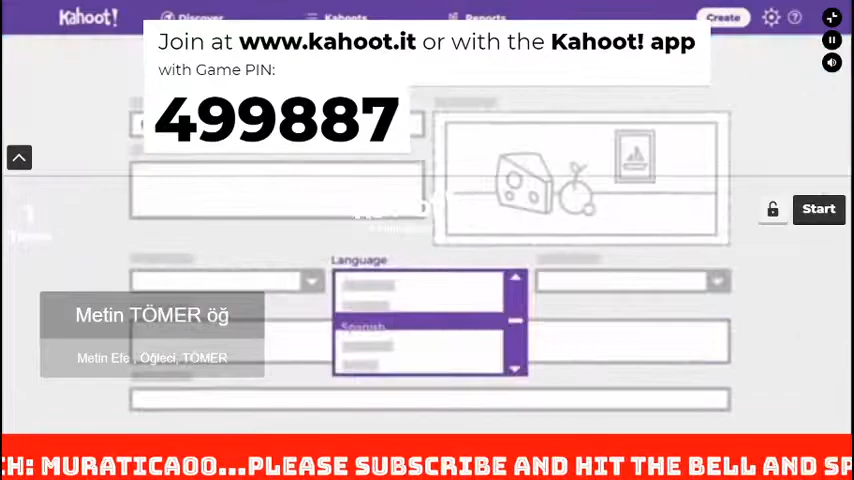 Kahoot!
Discover
Kahoots
Reports
Create
Join at www.kahoot.it or with the Kahoot! app
with Game PIN:
499887
Start
Language
Spanish
Metin TÖMER öğ
Metin Efe , Öğleci, TÖMER
CH: MURATICA00...PLEASE SUBSCRIBE AND HIT THE BELL AND SP